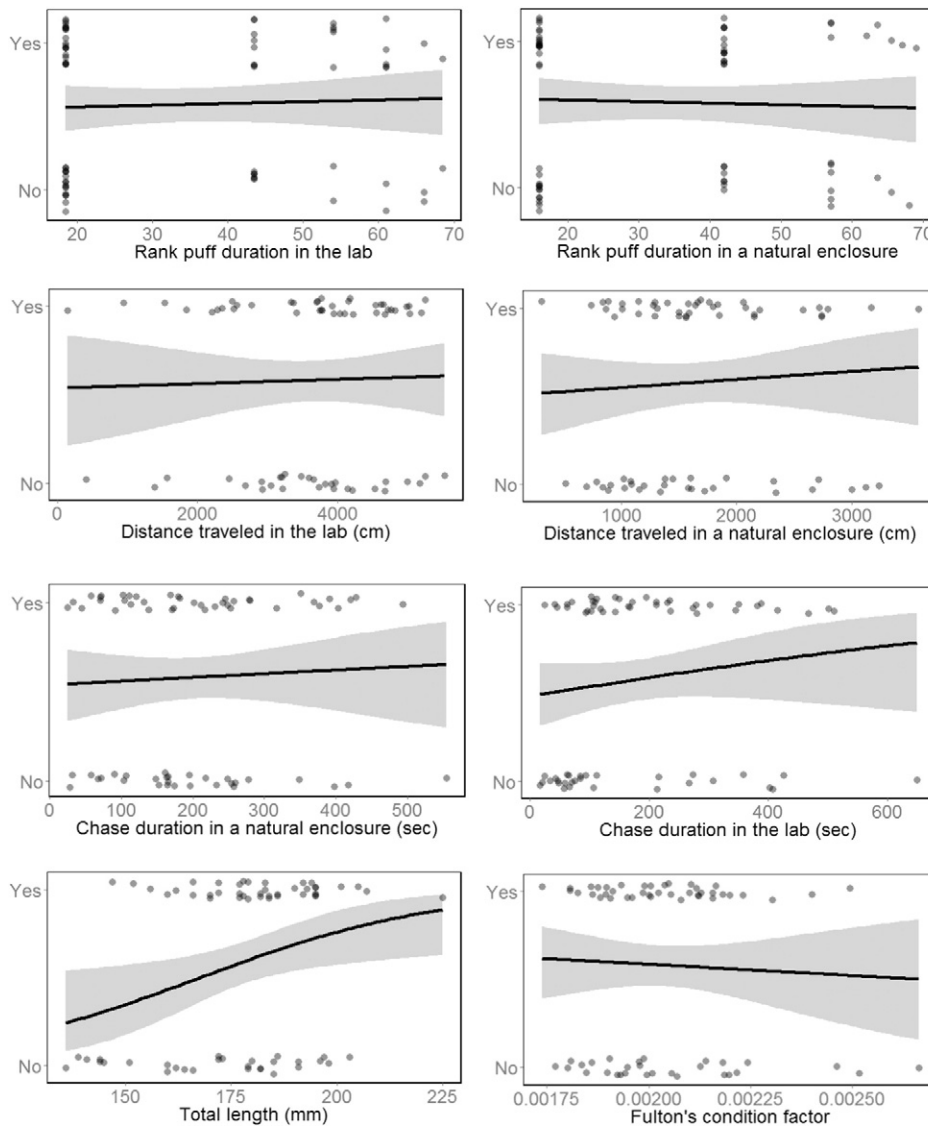 Yes
No
20 30 40 50 60 70
Rank puff duration in the lab
Yes
No
20 30 40 50 60 70
Rank puff duration in a natural enclosure
Yes
No
0 2000 4000
Distance traveled in the lab (cm)
Yes
No
1000 2000 3000
Distance traveled in a natural enclosure (cm)
Yes
No
0 100 200 300 400 500
Chase duration in a natural enclosure (sec)
Yes
No
0 200 400 600
Chase duration in the lab (sec)
Yes
No
150 175 200 225
Total length (mm)
Yes
No
0.00175 0.00200 0.00225 0.00250
Fulton's condition factor